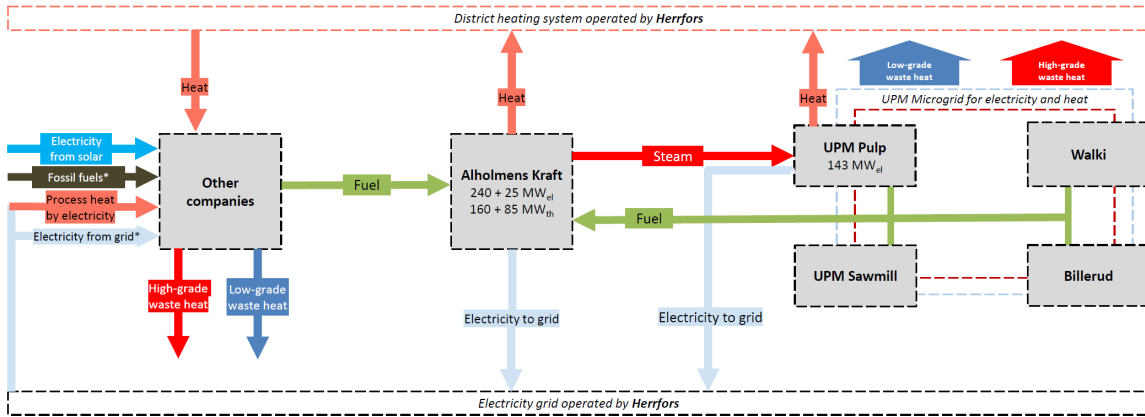 District heating system operated by Herrfors
Low-grade
waste heat
High-grade
waste heat
Heat
Heat
Heat
UPM Microgrid for electricity and heat
Electricity
from solar
Fossil fuels*
Process heat
by electricity
Electricity from grid*
Other
companies
Fuel
Alholmens Kraft
240 + 25 MWel
160 + 85 MWth
Steam
UPM Pulp
143 MWel
Walki
Fuel
UPM Sawmill
Billerud
High-grade
waste heat
Low-grade
waste heat
Electricity to grid
Electricity to grid
Electricity grid operated by Herrfors